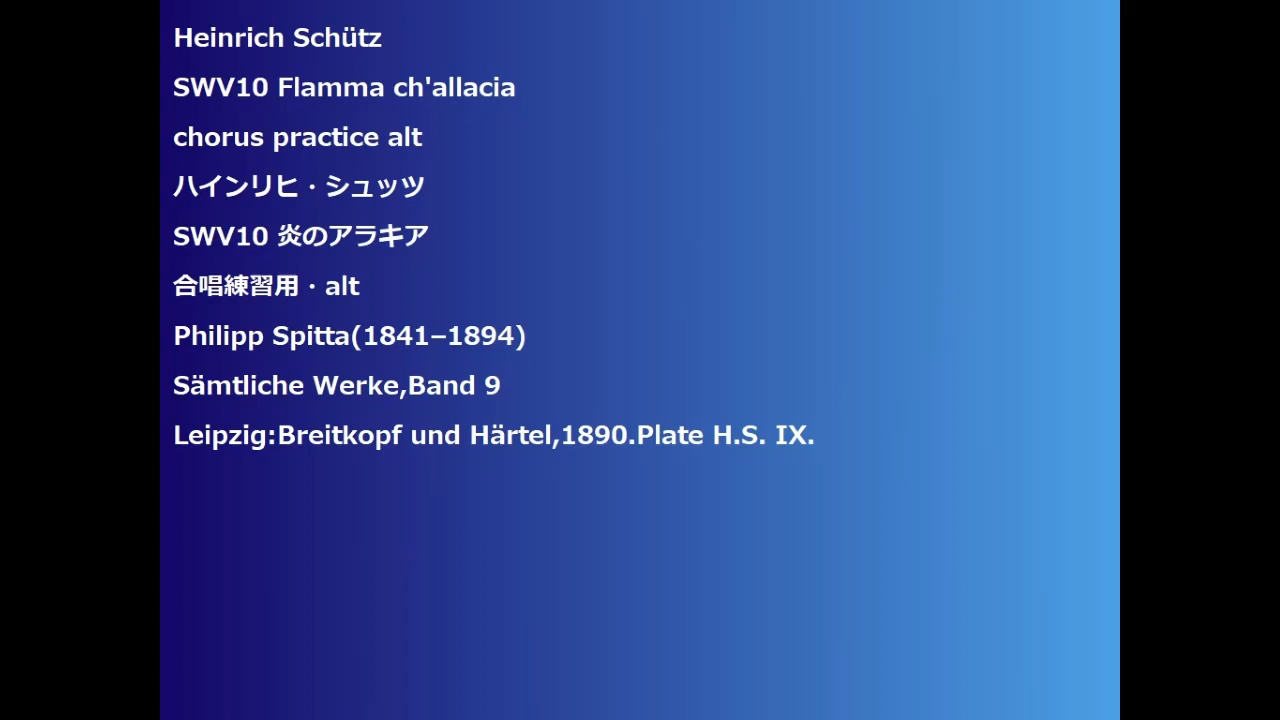 Heinrich Schütz
SWV10 Flamma ch'allacia
chorus practice alt
ハインリヒ・シュッツ
SWV10 炎のアラキア
合唱練習用・alt
Philipp Spitta(1841–1894)
Sämtliche Werke,Band 9
Leipzig:Breitkopf und Härtel,1890.Plate H.S. IX.